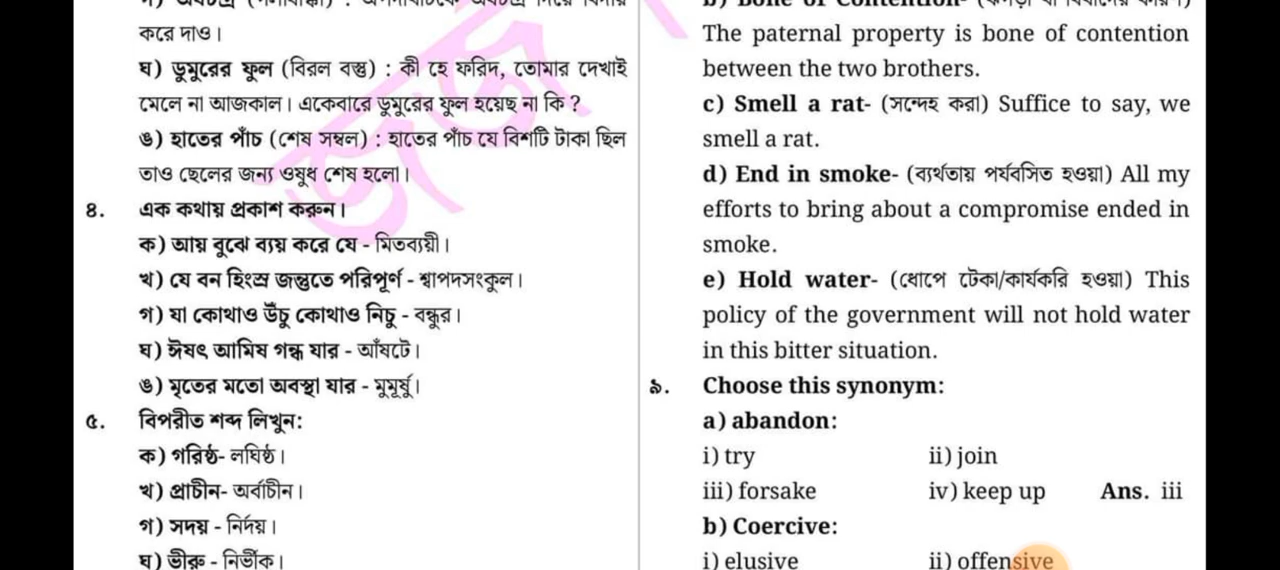 করে দাও।
ঘ) ডুমুরের ফুল (বিরল বস্তু) : কী হে ফরিদ, তোমার দেখাই
মেলে না আজকাল। একেবারে ডুমুরের ফুল হয়েছ না কি ?
ঙ) হাতের পাঁচ (শেষ সম্বল) : হাতের পাঁচ যে বিশটি টাকা ছিল
তাও ছেলের জন্য ওষুধ শেষ হলো।
৪. এক কথায় প্রকাশ করুন।
ক) আয় বুঝে ব্যয় করে যে - মিতব্যয়ী।
খ) যে বন হিংস্র জন্তুতে পরিপূর্ণ - শ্বাপদসংকুল।
গ) যা কোথাও উঁচু কোথাও নিচু - বন্ধুর।
ঘ) ঈষৎ আমিষ গন্ধ যার - আঁষটে।
ঙ) মৃতের মতো অবস্থা যার - মুমূর্ষু।
৫. বিপরীত শব্দ লিখুন:
ক) গরিষ্ঠ- লঘিষ্ঠ।
খ) প্রাচীন- অর্বাচীন।
গ) সদয় - নির্দয়।
ঘ) ভীরু - নির্ভীক।
b) Bone of Contention-
The paternal property is bone of contention
between the two brothers.
c) Smell a rat- (সন্দেহ করা) Suffice to say, we
smell a rat.
d) End in smoke- (ব্যর্থতায় পর্যবসিত হওয়া) All my
efforts to bring about a compromise ended in
smoke.
e) Hold water- (ধোপে টেকা/কার্যকরি হওয়া) This
policy of the government will not hold water
in this bitter situation.
৯. Choose this synonym:
a) abandon:
i) try ii) join
iii) forsake iv) keep up Ans. iii
b) Coercive:
i) elusive ii) offensive